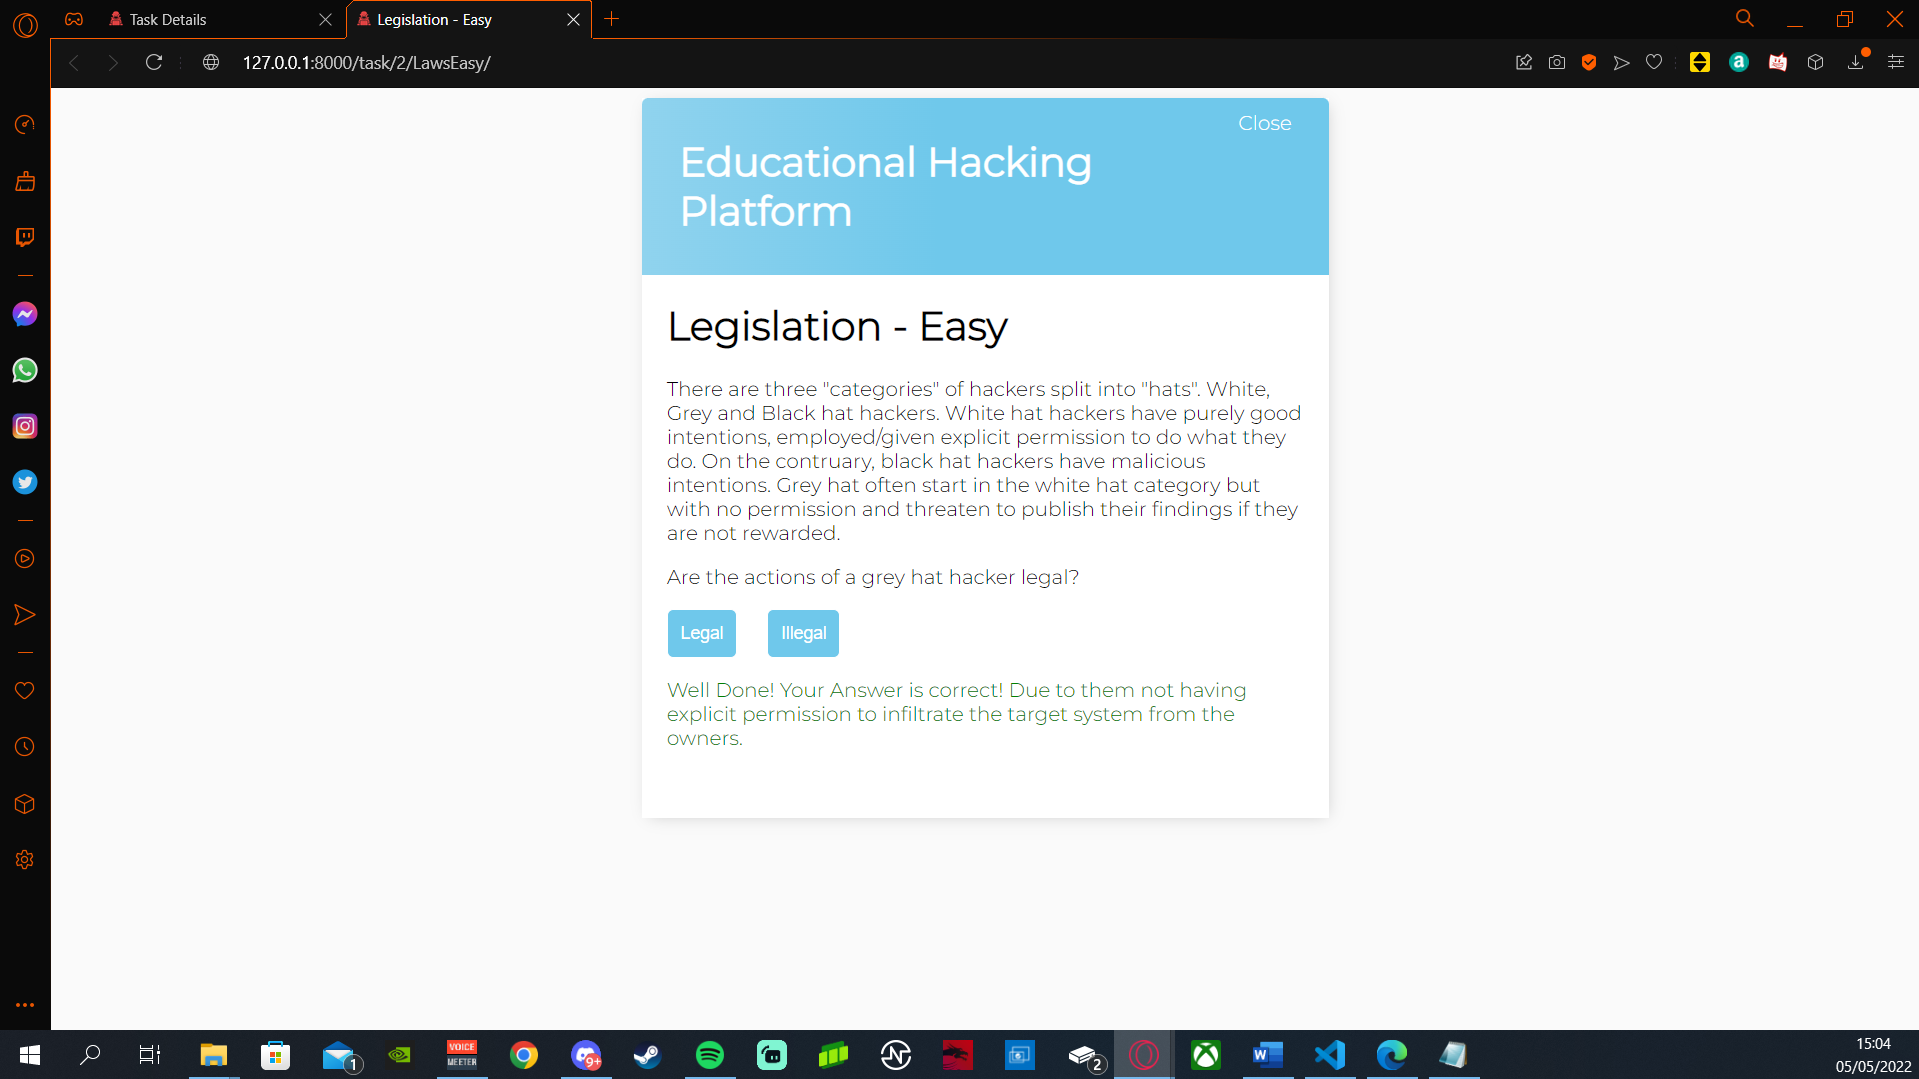 Task Details
Legislation - Easy
127.0.0.1:8000/task/2/LawsEasy/
Close
Educational Hacking
Platform
Legislation - Easy
There are three "categories" of hackers split into "hats". White,
Grey and Black hat hackers. White hat hackers have purely good
intentions, employed/given explicit permission to do what they
do. On the contruary, black hat hackers have malicious
intentions. Grey hat often start in the white hat category but
with no permission and threaten to publish their findings if they
are not rewarded.
Are the actions of a grey hat hacker legal?
Legal Illegal
Well Done! Your Answer is correct! Due to them not having
explicit permission to infiltrate the target system from the
owners.
1
VOICE
MEETER
9+
2
15:04
05/05/2022